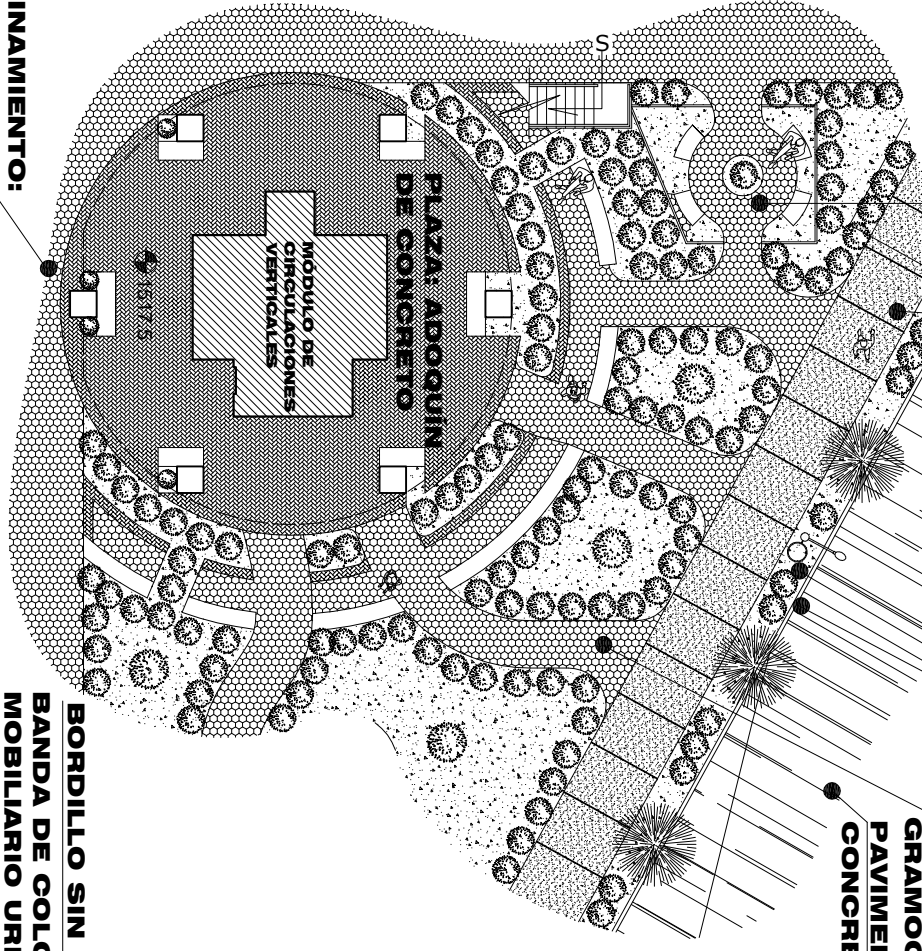 S
INAMIENTO:
PLAZA: ADOQUÍN
DE CONCRETO
MÓDULO DE
CIRCULACIONES
VERTICALES
1517.5
BORDILLO SIN
BANDA DE COLO
MOBILIARIO UR
GRAMO
PAVIME
CONCRE